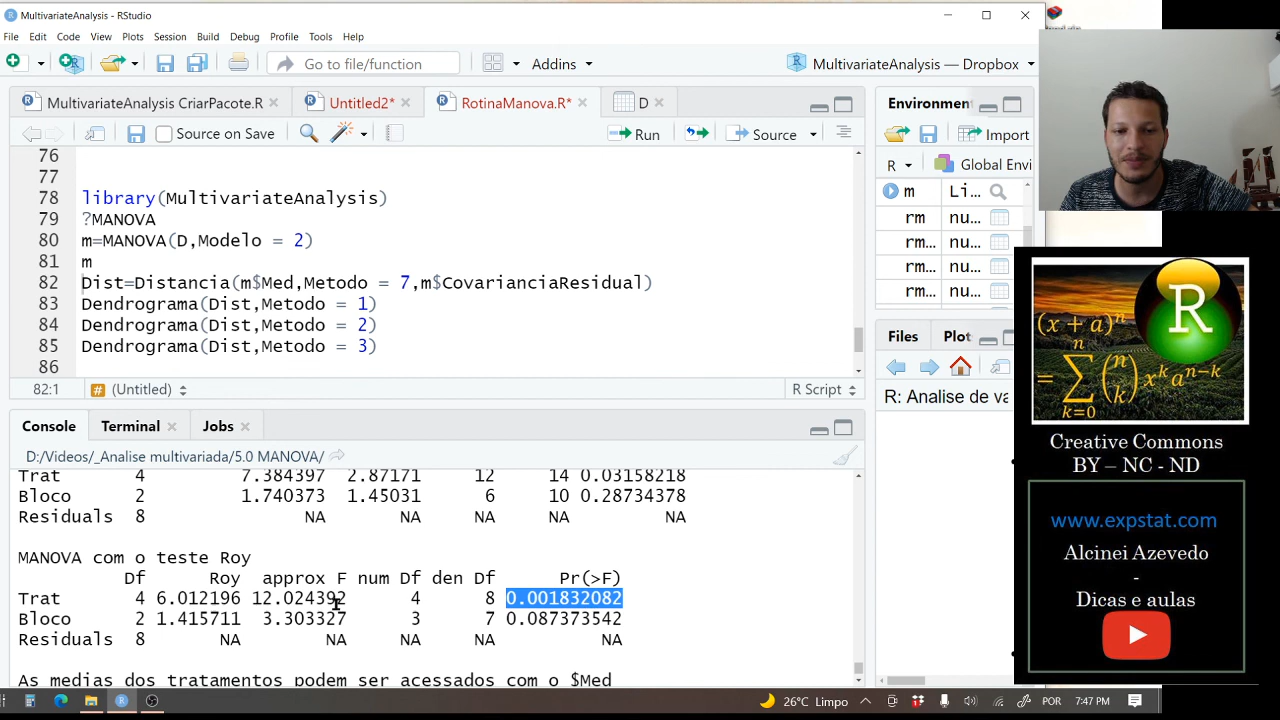 MultivariateAnalysis - RStudio
File Edit Code View Plots Session Build Debug Profile Tools Help
Go to file/function Addins MultivariateAnalysis — Dropbox
MultivariateAnalysis CriarPacote.R Untitled2* RotinaManova.R* D
Source on Save Run Source
76
77
78 library(MultivariateAnalysis)
79 ?MANOVA
80 m=MANOVA(D,Modelo = 2)
81 m
82 Dist=Distancia(m$Med,Metodo = 7,m$CovarianciaResidual)
83 Dendrograma(Dist,Metodo = 1)
84 Dendrograma(Dist,Metodo = 2)
85 Dendrograma(Dist,Metodo = 3)
86
82:1 # (Untitled) R Script
Console Terminal Jobs
D:/Videos/_Analise multivariada/5.0 MANOVA/
Trat 4 7.384397 2.87171 12 14 0.03158218
Bloco 2 1.740373 1.45031 6 10 0.28734378
Residuals 8 NA NA NA NA NA
MANOVA com o teste Roy
Df Roy approx F num Df den Df Pr(>F)
Trat 4 6.012196 12.024392 4 8 0.001832082
Bloco 2 1.415711 3.303327 3 7 0.087373542
Residuals 8 NA NA NA NA NA
As medias dos tratamentos podem ser acessados com o $Med
Environmen
Import
R Global Envi
m Li...
rm nu...
rm... nu...
rm... nu...
rm... nu...
Files Plot
R: Analise de va
R
(x + a)^n
= ∑ n k=0 (n k) x^k a^{n-k}
Creative Commons
BY – NC - ND
www.expstat.com
Alcinei Azevedo
-
Dicas e aulas
26°C Limpo POR 7:47 PM